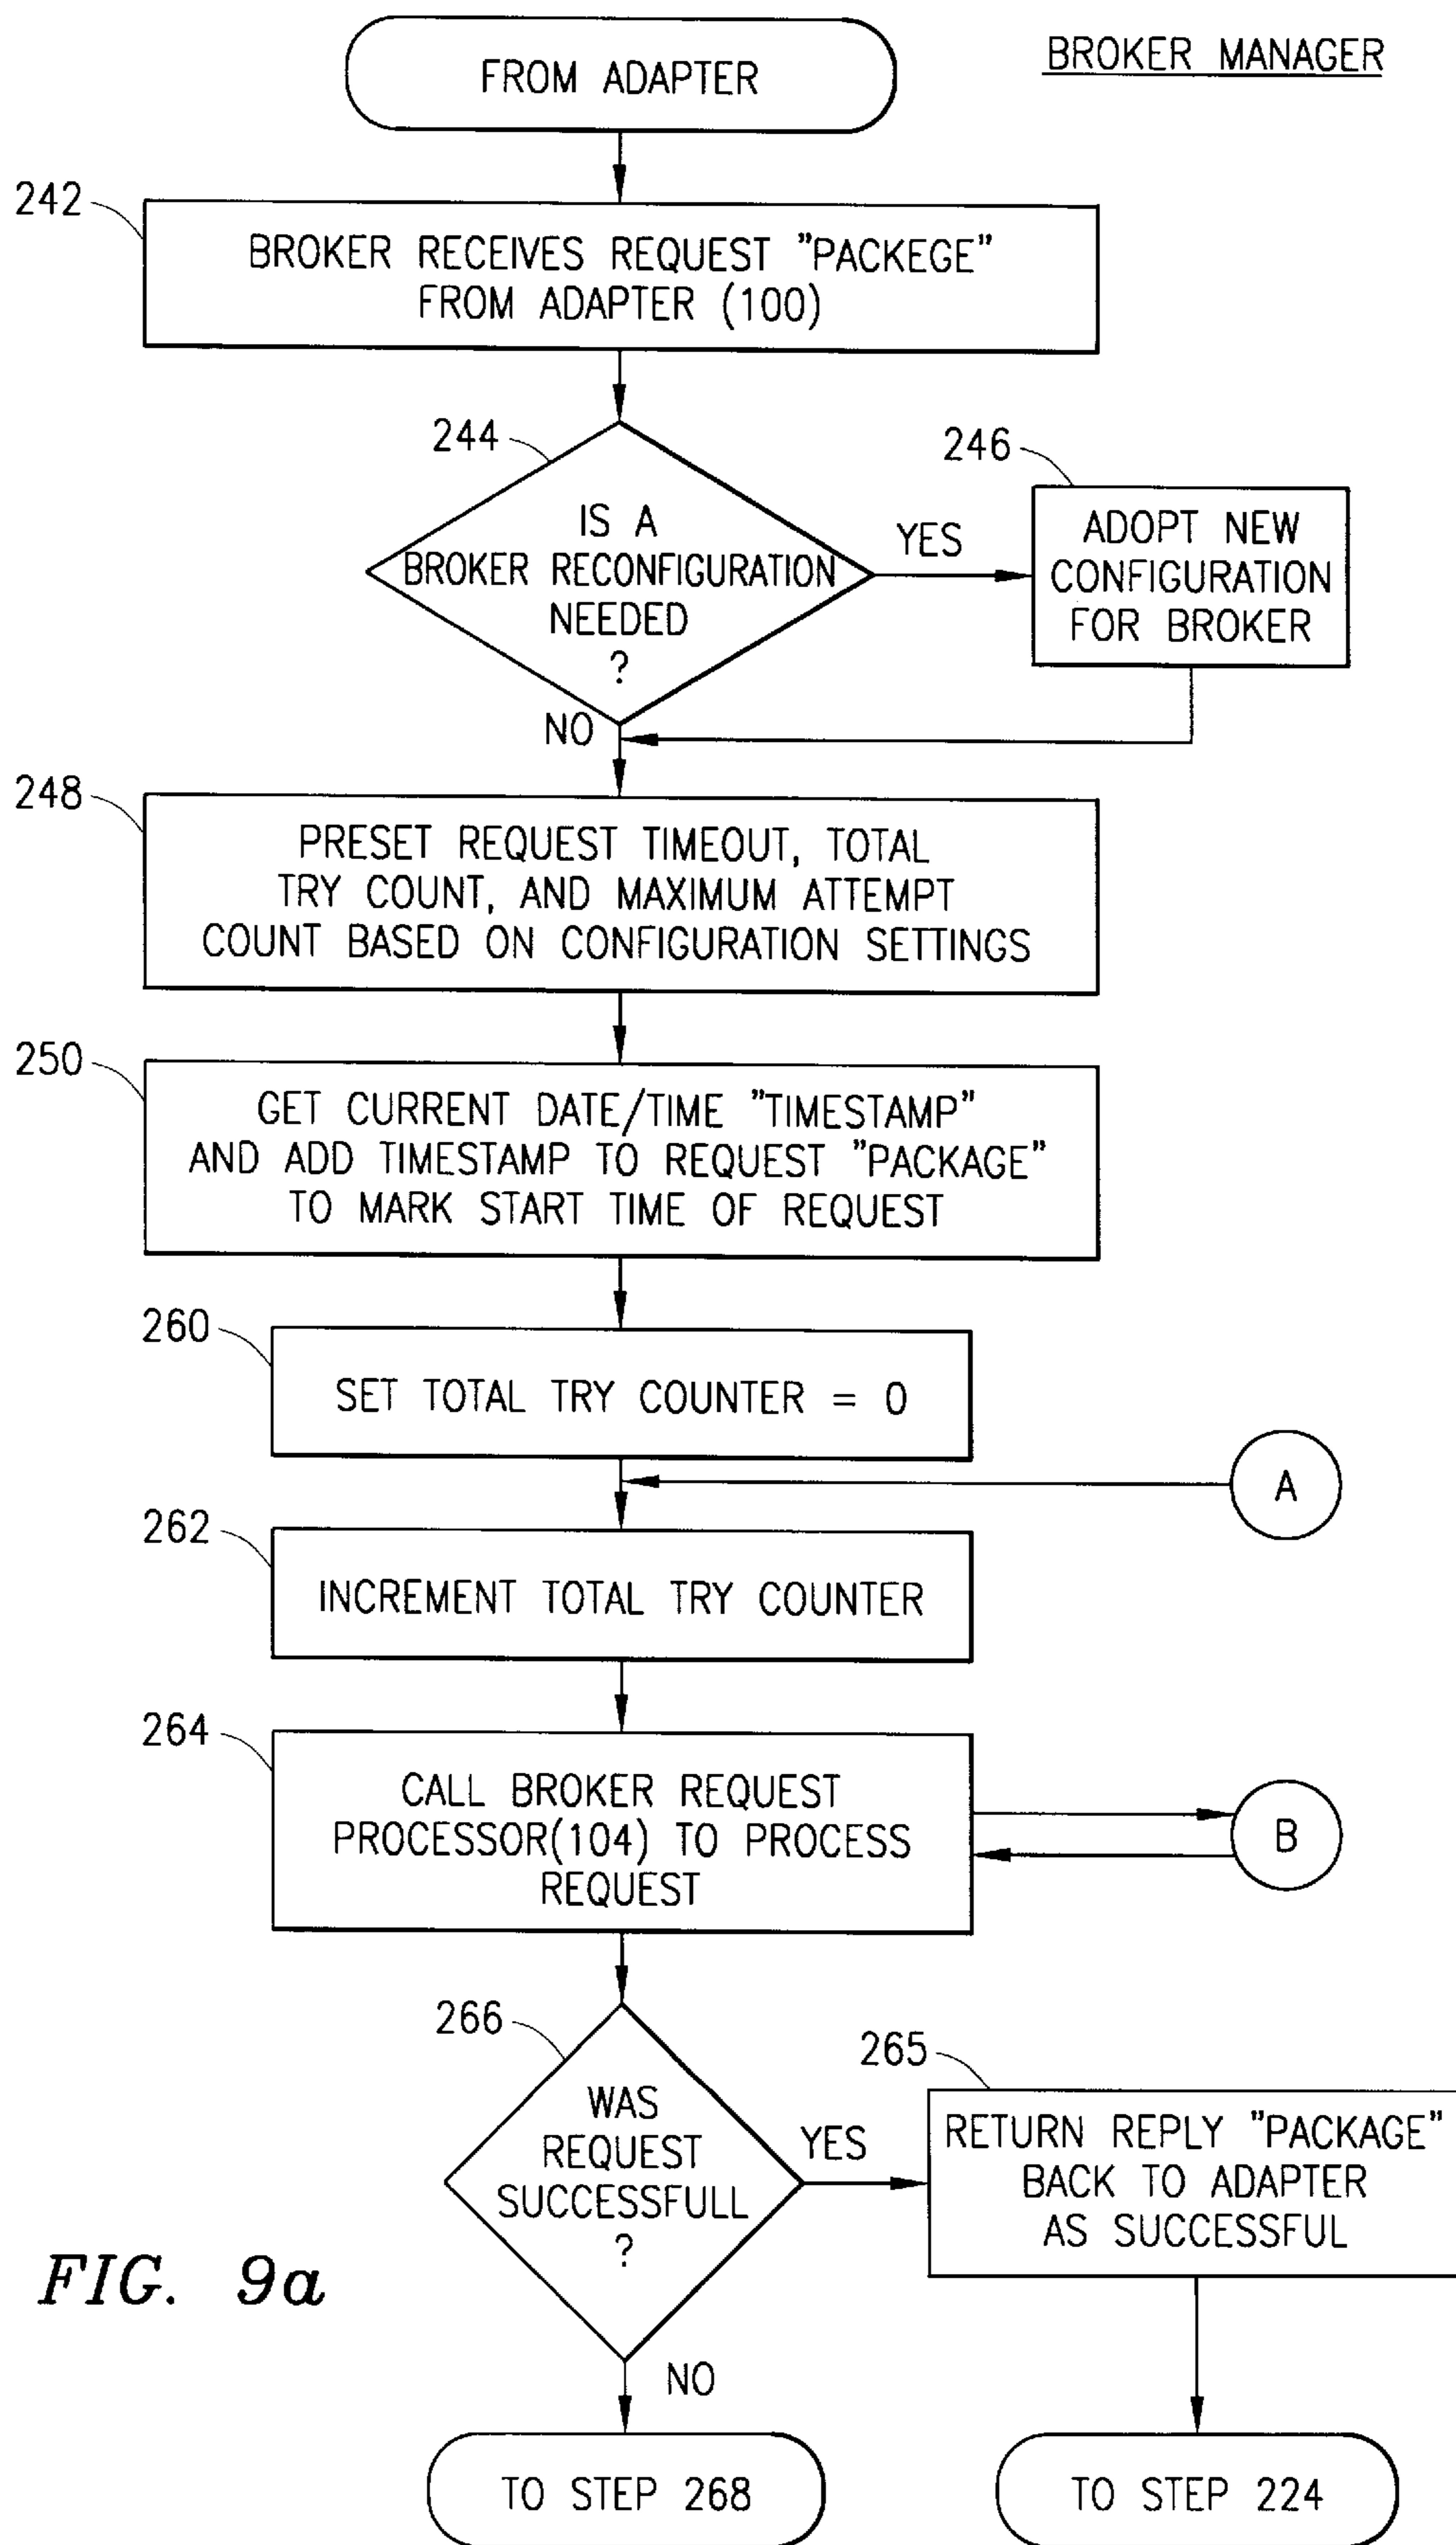 FROM ADAPTER
BROKER MANAGER
242
BROKER RECEIVES REQUEST "PACKEGE"
FROM ADAPTER (100)
244
IS A
BROKER RECONFIGURATION
NEEDED
?
YES
246
ADOPT NEW
CONFIGURATION
FOR BROKER
NO
248
PRESET REQUEST TIMEOUT, TOTAL
TRY COUNT, AND MAXIMUM ATTEMPT
COUNT BASED ON CONFIGURATION SETTINGS
250
GET CURRENT DATE/TIME "TIMESTAMP"
AND ADD TIMESTAMP TO REQUEST "PACKAGE"
TO MARK START TIME OF REQUEST
260
SET TOTAL TRY COUNTER = 0
A
262
INCREMENT TOTAL TRY COUNTER
264
CALL BROKER REQUEST
PROCESSOR(104) TO PROCESS
REQUEST
B
266
WAS
REQUEST
SUCCESSFULL
?
YES
265
RETURN REPLY "PACKAGE"
BACK TO ADAPTER
AS SUCCESSFUL
NO
FIG. 9a
TO STEP 268
TO STEP 224